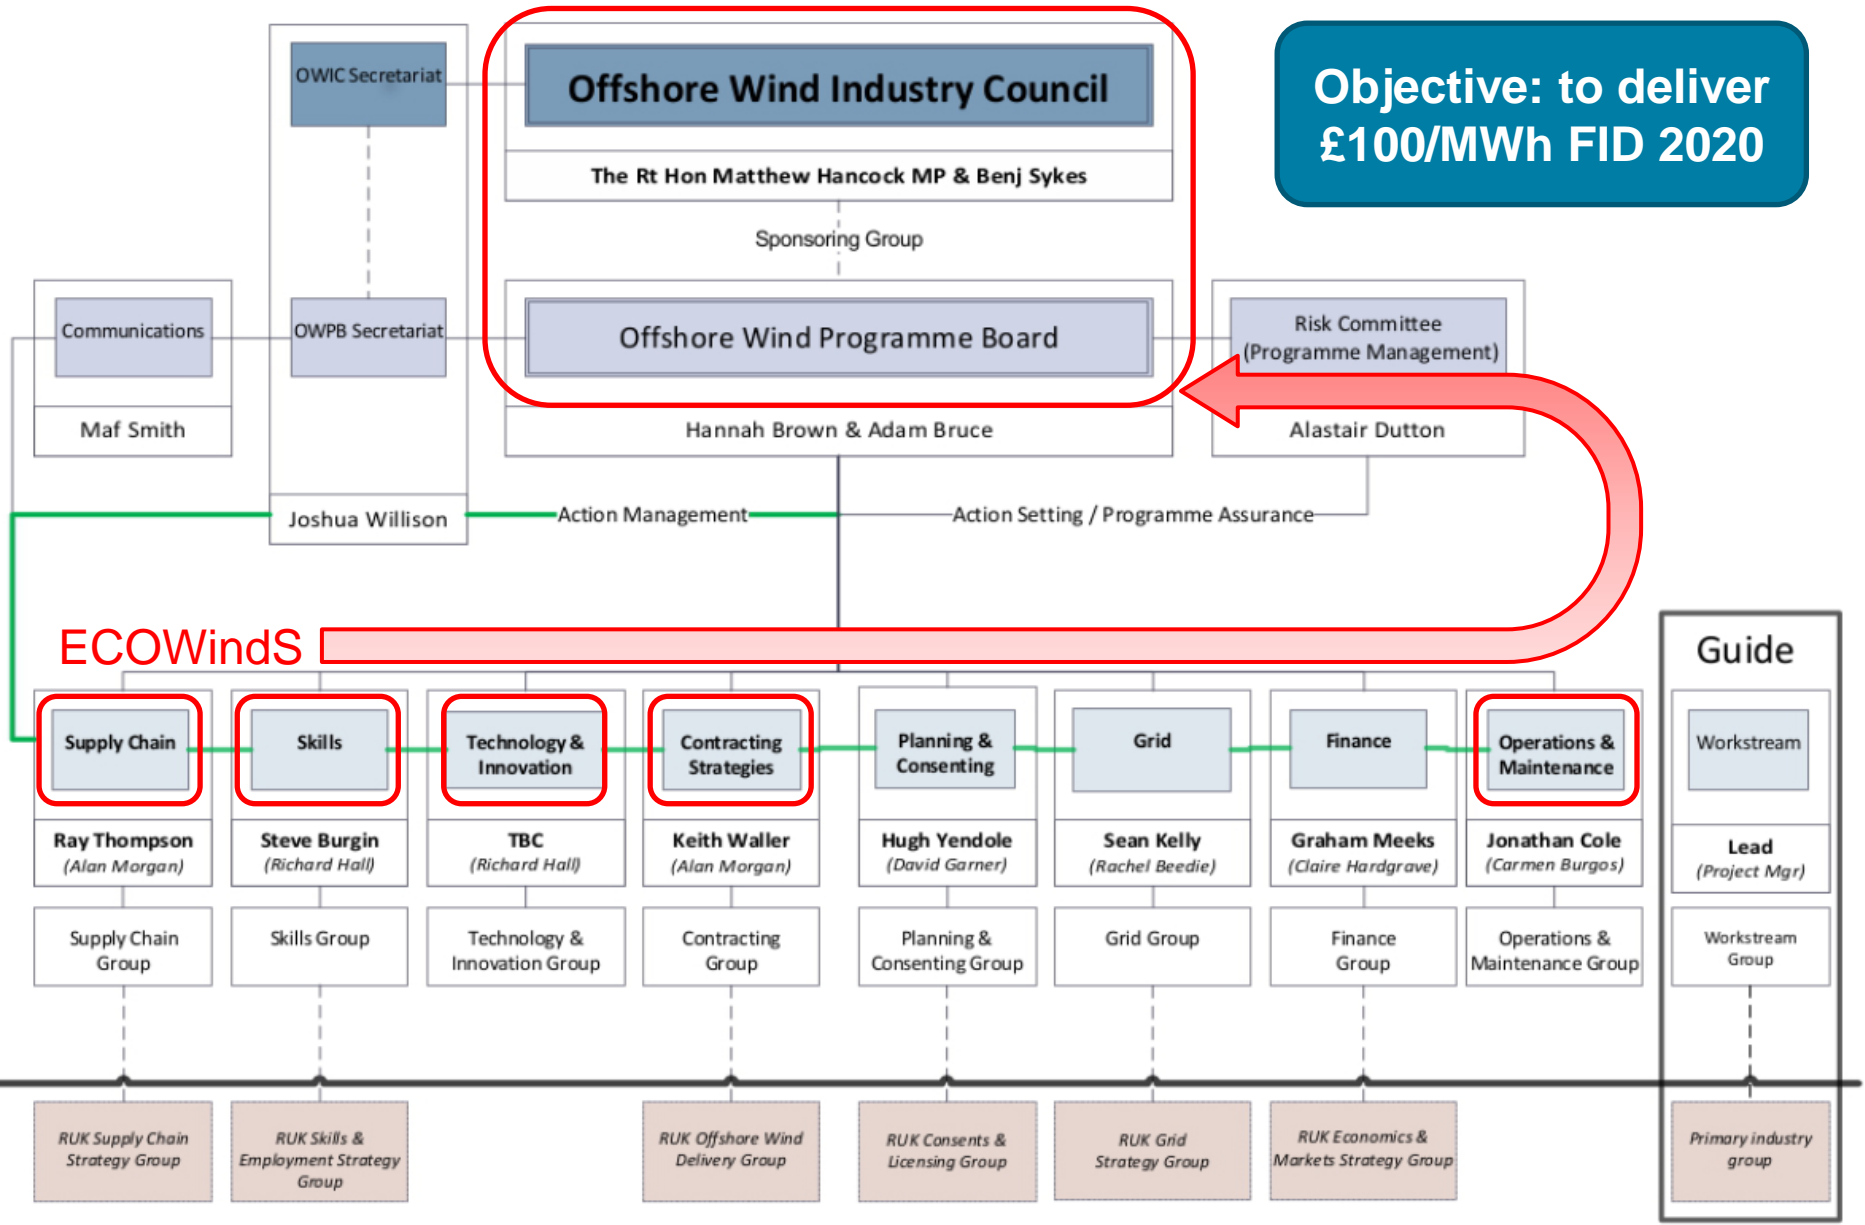 OWIC Secretariat
Offshore Wind Industry Council
Objective: to deliver
£100/MWh FID 2020
The Rt Hon Matthew Hancock MP & Benj Sykes
Sponsoring Group
Communications
OWPB Secretariat
Offshore Wind Programme Board
Risk Committee
(Programme Management)
Maf Smith
Hannah Brown & Adam Bruce
Alastair Dutton
Joshua Willison
Action Management
Action Setting / Programme Assurance
ECOWindS
Supply Chain
Skills
Technology &
Innovation
Contracting
Strategies
Planning &
Consenting
Grid
Finance
Operations &
Maintenance
Ray Thompson
(Alan Morgan)
Steve Burgin
(Richard Hall)
TBC
(Richard Hall)
Keith Waller
(Alan Morgan)
Hugh Yendole
(David Garner)
Sean Kelly
(Rachel Beedie)
Graham Meeks
(Claire Hardgrave)
Jonathan Cole
(Carmen Burgos)
Supply Chain
Group
Skills Group
Technology &
Innovation Group
Contracting
Group
Planning &
Consenting Group
Grid Group
Finance
Group
Operations &
Maintenance Group
RUK Supply Chain
Strategy Group
RUK Skills &
Employment Strategy
Group
RUK Offshore Wind
Delivery Group
RUK Consents &
Licensing Group
RUK Grid
Strategy Group
RUK Economics &
Markets Strategy Group
Guide
Workstream
Lead
(Project Mgr)
Workstream
Group
Primary industry
group